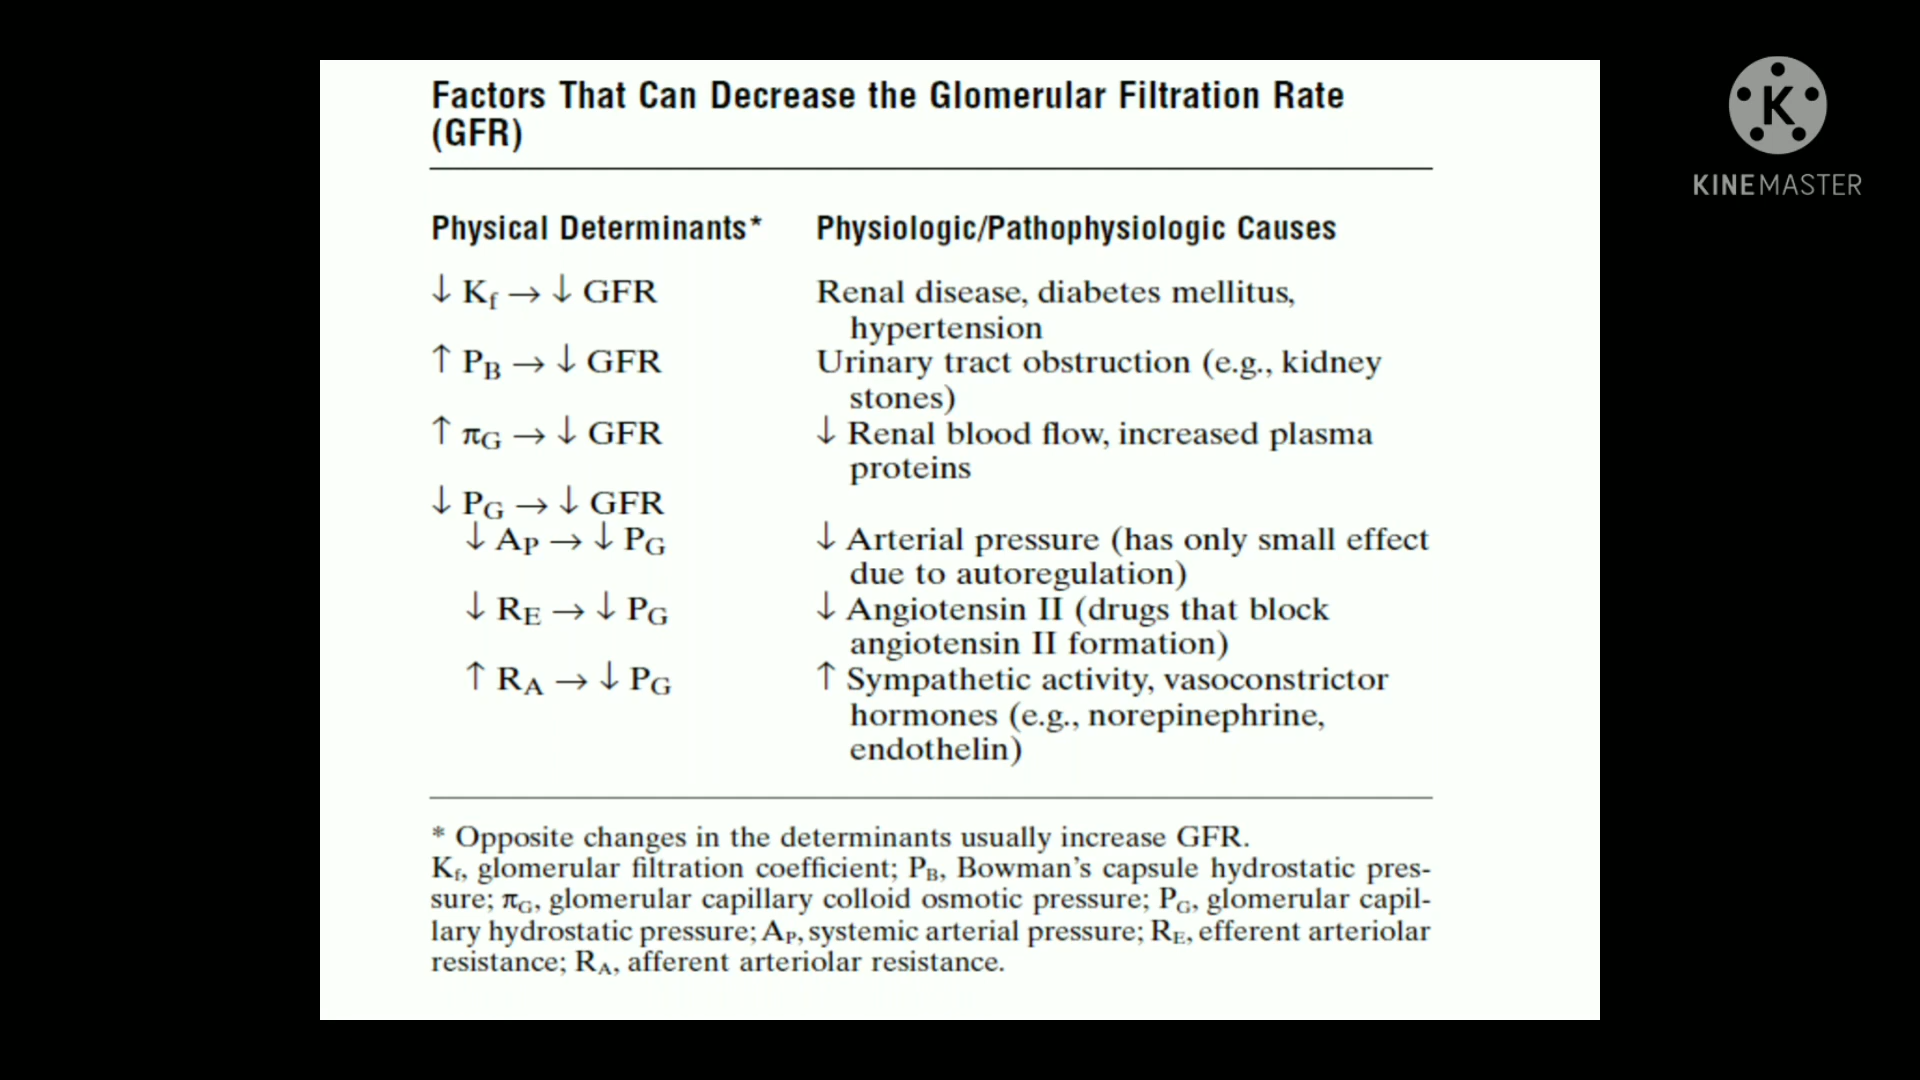 Factors That Can Decrease the Glomerular Filtration Rate
(GFR)
Physical Determinants* Physiologic/Pathophysiologic Causes
↓ Kf → ↓ GFR Renal disease, diabetes mellitus,
hypertension
↑ PB → ↓ GFR Urinary tract obstruction (e.g., kidney
stones)
↑ πG → ↓ GFR ↓ Renal blood flow, increased plasma
proteins
↓ PG → ↓ GFR
↓ AP → ↓ PG ↓ Arterial pressure (has only small effect
due to autoregulation)
↓ RE → ↓ PG ↓ Angiotensin II (drugs that block
angiotensin II formation)
↑ RA → ↓ PG ↑ Sympathetic activity, vasoconstrictor
hormones (e.g., norepinephrine,
endothelin)
* Opposite changes in the determinants usually increase GFR.
Kf, glomerular filtration coefficient; PB, Bowman's capsule hydrostatic pres-
sure; πG, glomerular capillary colloid osmotic pressure; PG, glomerular capil-
lary hydrostatic pressure; AP, systemic arterial pressure; RE, efferent arteriolar
resistance; RA, afferent arteriolar resistance.
K
KINEMASTER